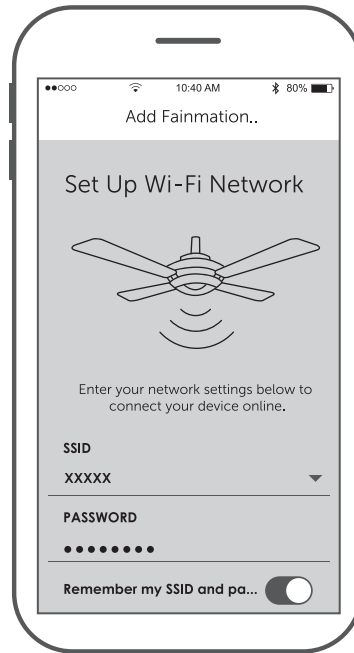 10:40 AM 80%
Add Fainmation..
Set Up Wi-Fi Network
Enter your network settings below to
connect your device online.
SSID
XXXXX
PASSWORD
●●●●●●●●
Remember my SSID and pa...